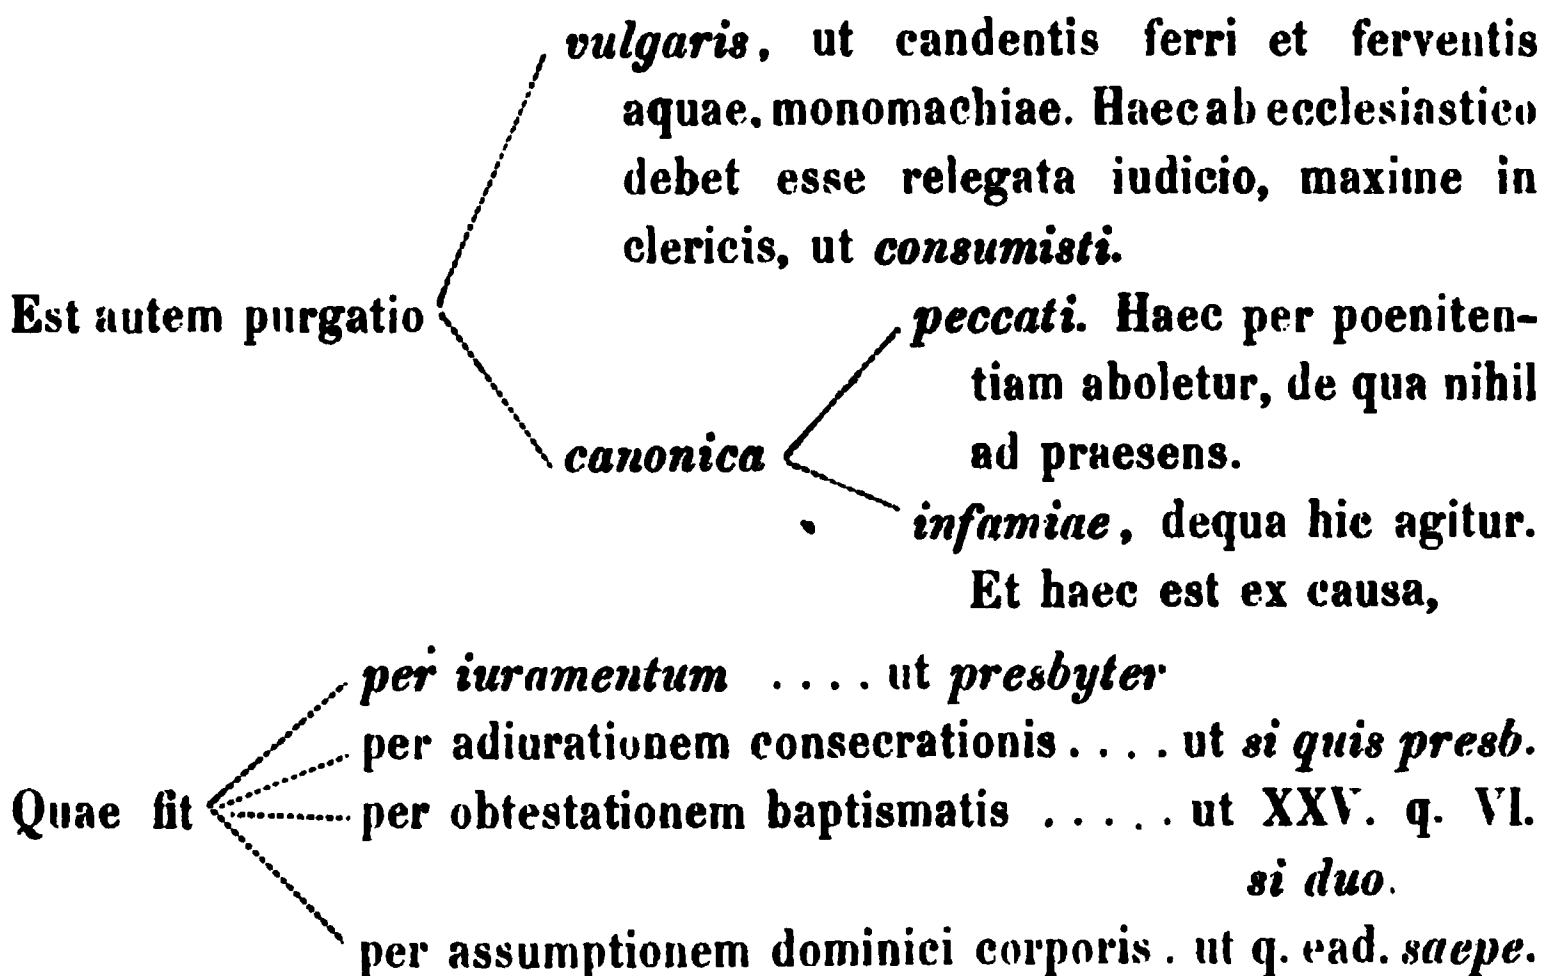 vulgaris, ut candentis ferri et ferventis
aquae, monomachiae. Haec ab ecclesiastico
debet esse relegata iudicio, maxime in
clericis, ut consumisti.
Est autem purgatio
peccati. Haec per poeniten-
tiam aboletur, de qua nihil
canonica
ad praesens.
infamiae, dequa hic agitur.
Et haec est ex causa,
per iuramentum .... ut presbyter
per adiurationem consecrationis .... ut si quis presb.
Quae fit
per obtestationem baptismatis ..... ut XXV. q. VI.
si duo.
per assumptionem dominici corporis . ut q. ead. saepe.